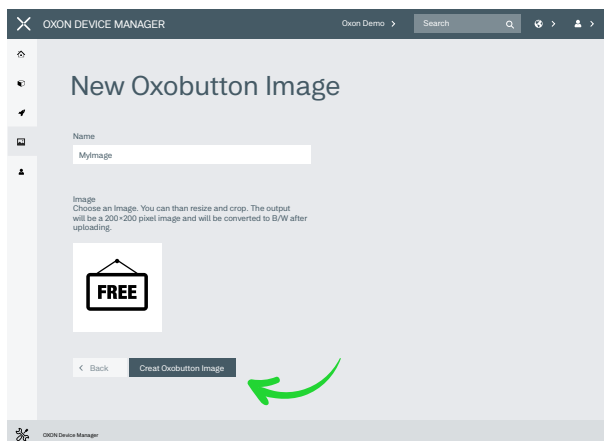 OXON DEVICE MANAGER
Oxon Demo
Search
New Oxobutton Image
Name
MyImage
Image
Choose an Image. You can than resize and crop. The output
will be a 200×200 pixel image and will be converted to B/W after
uploading.
FREE
Back
Creat Oxobutton Image
OXON Device Manager